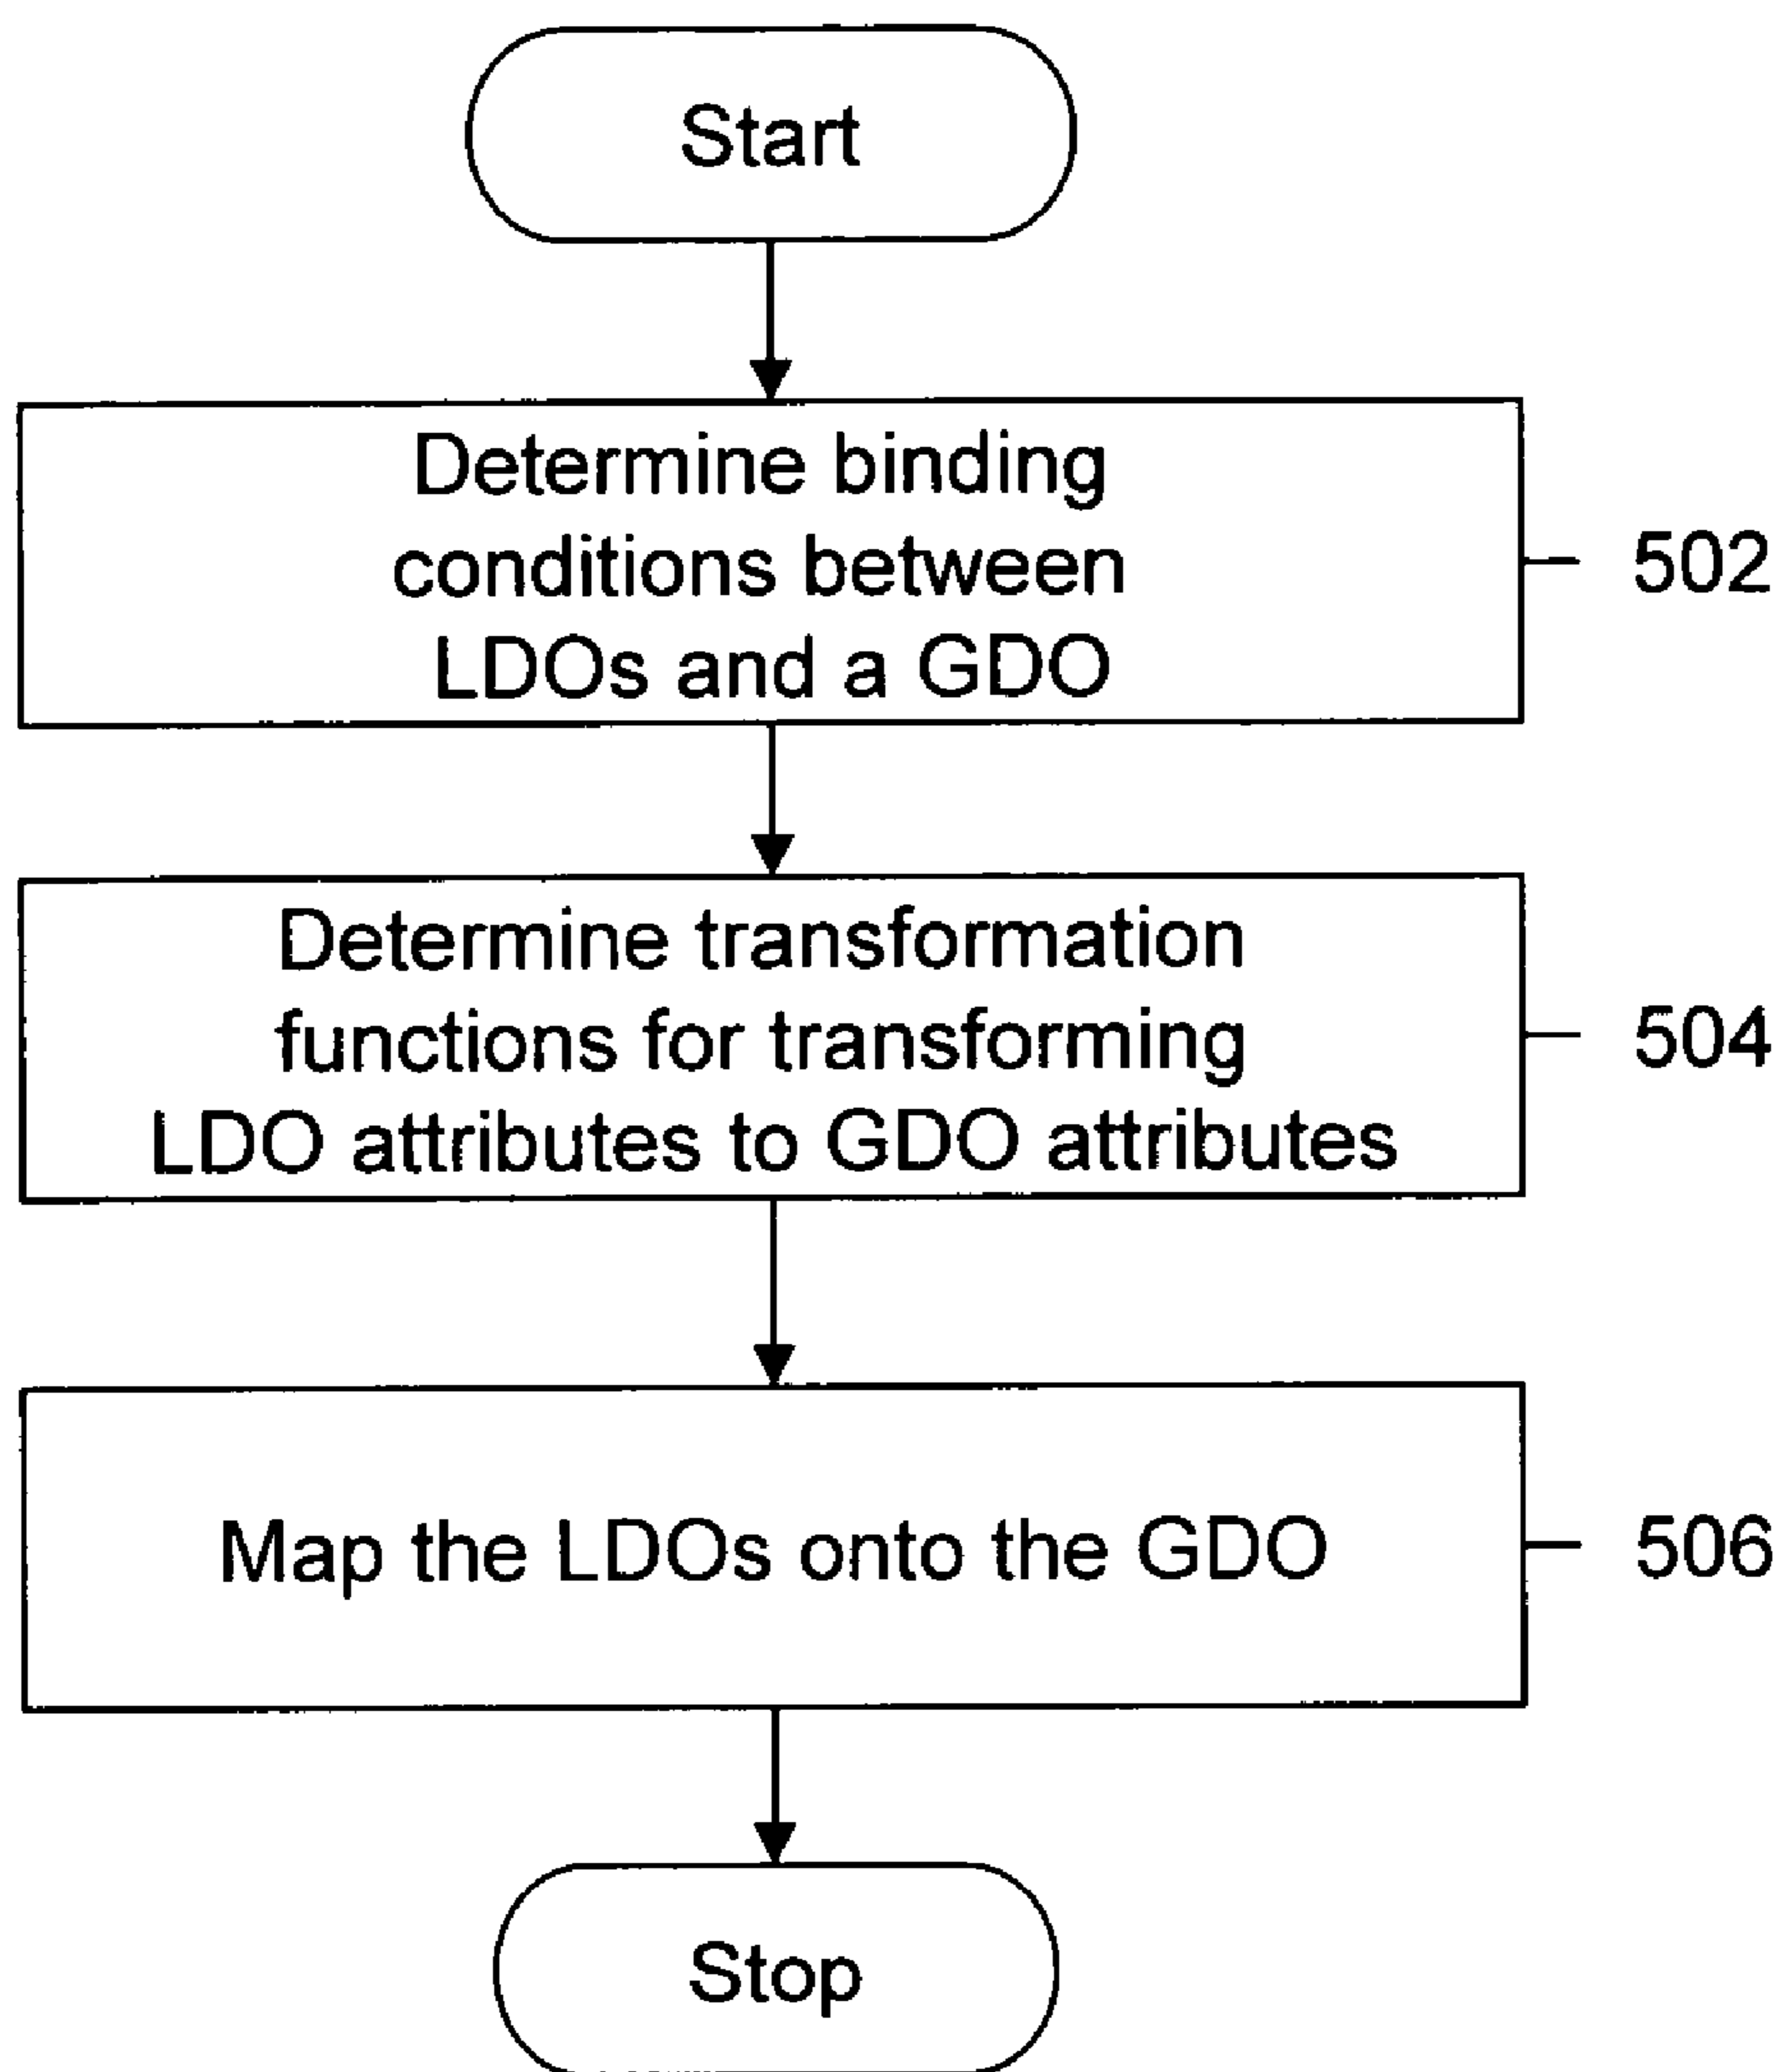 Start
Determine binding
conditions between
LDOs and a GDO
502
Determine transformation
functions for transforming
LDO attributes to GDO attributes
504
Map the LDOs onto the GDO
506
Stop